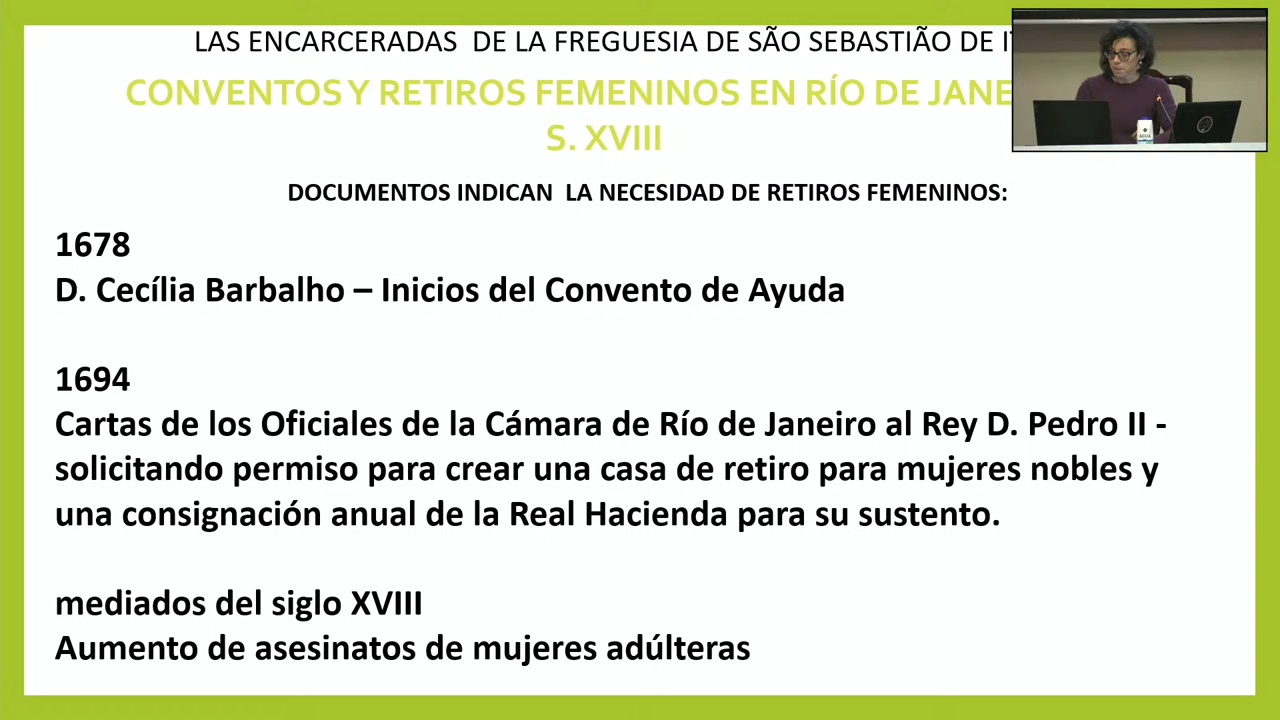 LAS ENCARCERADAS DE LA FREGUESIA DE SÃO SEBASTIÃO DE
CONVENTOS Y RETIROS FEMENINOS EN RÍO DE JANE
S. XVIII
DOCUMENTOS INDICAN LA NECESIDAD DE RETIROS FEMENINOS:
1678
D. Cecília Barbalho – Inicios del Convento de Ayuda
1694
Cartas de los Oficiales de la Cámara de Río de Janeiro al Rey D. Pedro II -
solicitando permiso para crear una casa de retiro para mujeres nobles y
una consignación anual de la Real Hacienda para su sustento.
mediados del siglo XVIII
Aumento de asesinatos de mujeres adúlteras